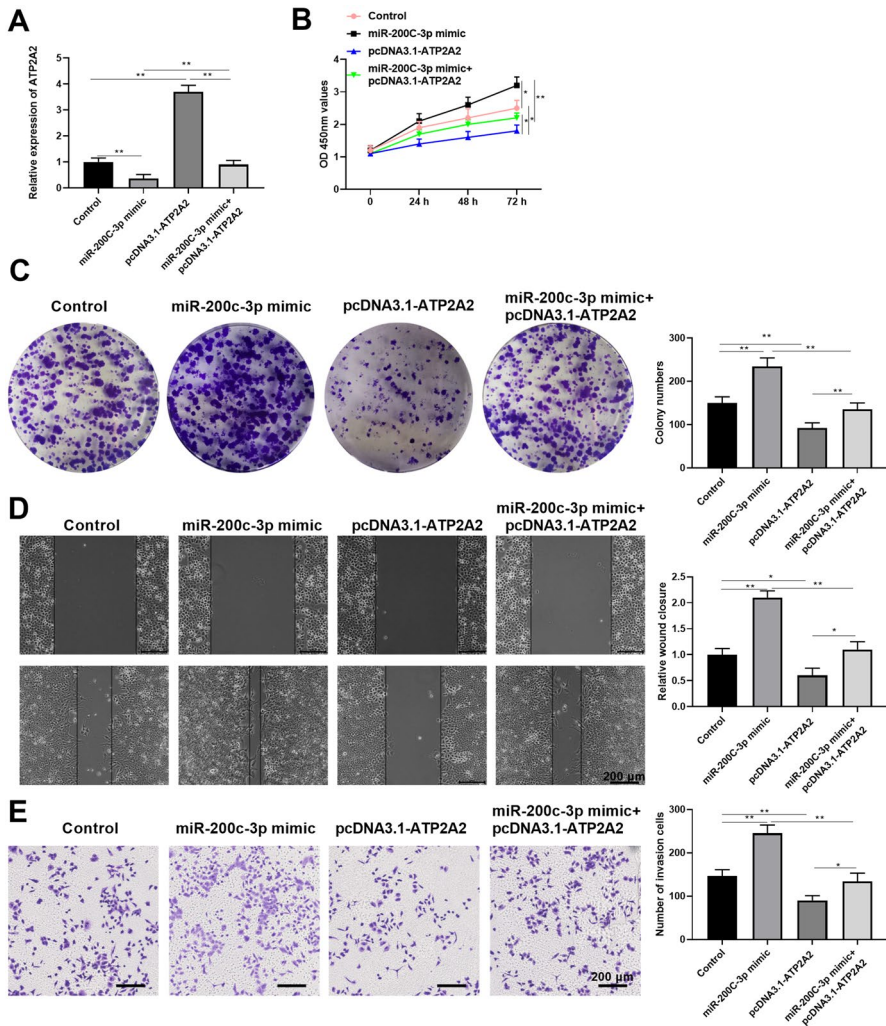 A
Relative expression of ATP2A2
5
4
3
2
1
0
**
**
**
**
Control
miR-200C-3p mimic
pcDNA3.1-ATP2A2
miR-200C-3p mimic+
pcDNA3.1-ATP2A2
B
Control
miR-200C-3p mimic
pcDNA3.1-ATP2A2
miR-200C-3p mimic+
pcDNA3.1-ATP2A2
OD 450nm values
4
3
2
1
0
0 24 h 48 h 72 h
*
*
*
**
C
Control
miR-200c-3p mimic
pcDNA3.1-ATP2A2
miR-200c-3p mimic+
pcDNA3.1-ATP2A2
Colony numbers
300
200
100
0
**
**
**
**
Control
miR-200C-3p mimic
pcDNA3.1-ATP2A2
miR-200C-3p mimic+
pcDNA3.1-ATP2A2
D
Control
miR-200c-3p mimic
pcDNA3.1-ATP2A2
miR-200c-3p mimic+
pcDNA3.1-ATP2A2
200 μm
Relative wound closure
2.5
2.0
1.5
1.0
0.5
0.0
*
**
**
*
Control
miR-200C-3p mimic
pcDNA3.1-ATP2A2
miR-200C-3p mimic+
pcDNA3.1-ATP2A2
E
Control
miR-200c-3p mimic
pcDNA3.1-ATP2A2
miR-200c-3p mimic+
pcDNA3.1-ATP2A2
200 μm
Number of invasion cells
300
200
100
0
**
**
**
*
Control
miR-200C-3p mimic
pcDNA3.1-ATP2A2
miR-200C-3p mimic+
pcDNA3.1-ATP2A2